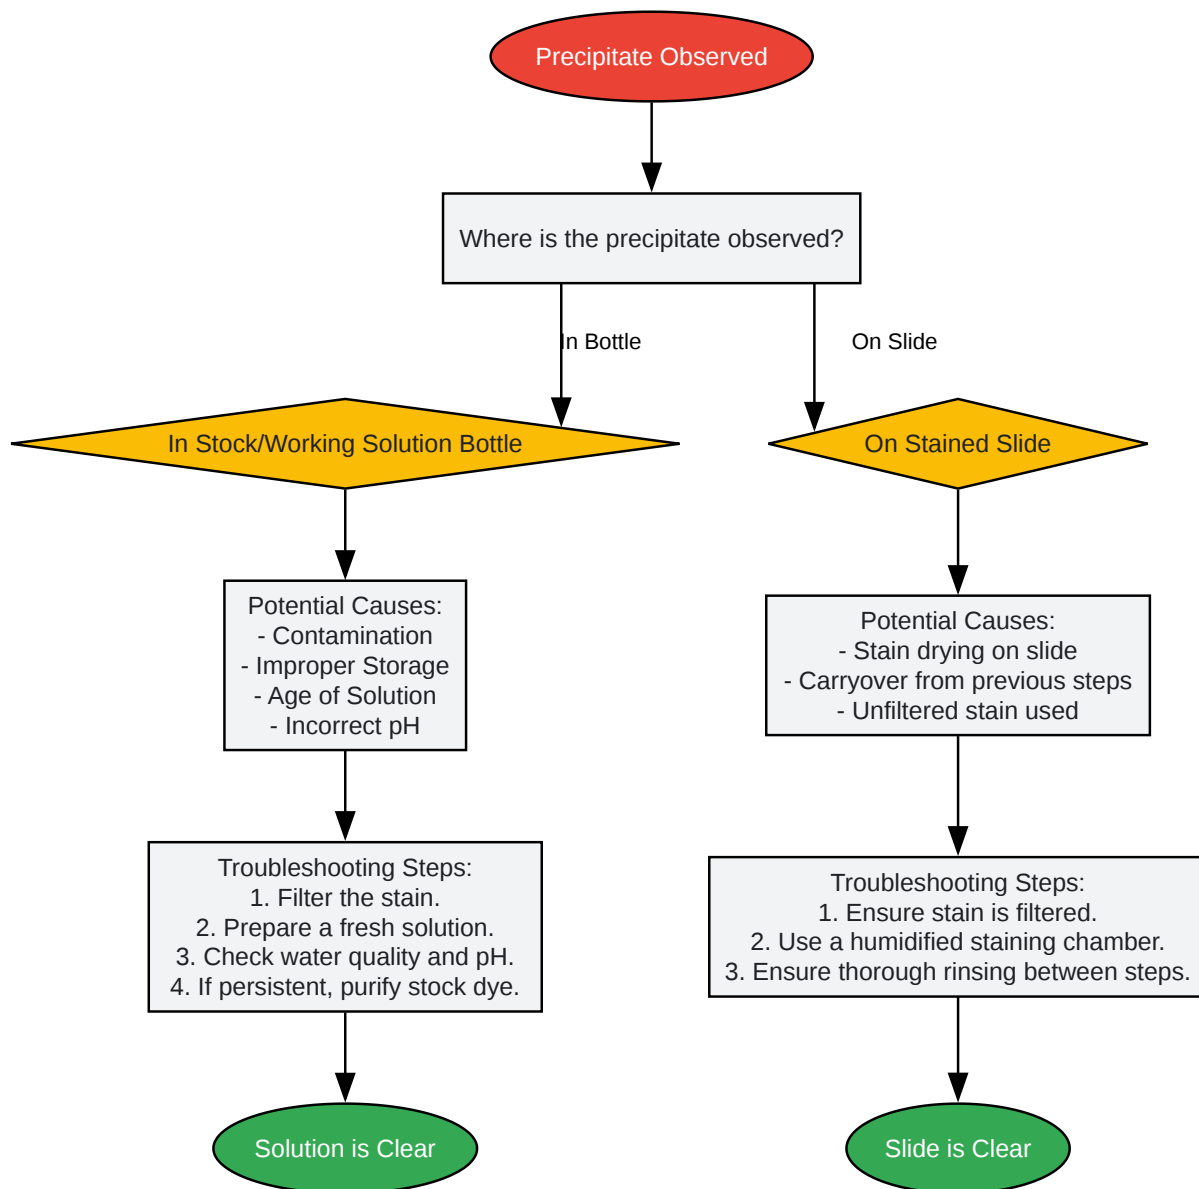 Precipitate Observed
Where is the precipitate observed?
In Bottle
On Slide
In Stock/Working Solution Bottle
On Stained Slide
Potential Causes:
- Contamination
- Improper Storage
- Age of Solution
- Incorrect pH
Potential Causes:
- Stain drying on slide
- Carryover from previous steps
- Unfiltered stain used
Troubleshooting Steps:
1. Filter the stain.
2. Prepare a fresh solution.
3. Check water quality and pH.
4. If persistent, purify stock dye.
Troubleshooting Steps:
1. Ensure stain is filtered.
2. Use a humidified staining chamber.
3. Ensure thorough rinsing between steps.
Solution is Clear
Slide is Clear